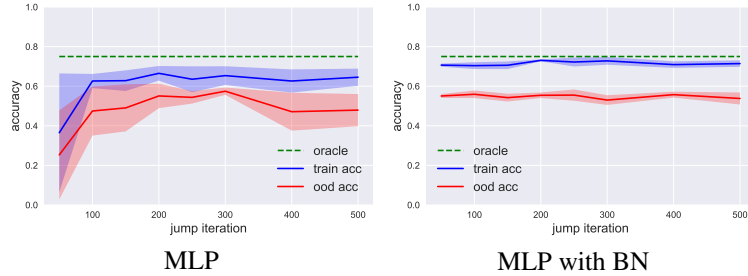 1.0
0.8
0.6
0.4
0.2
0.0
accuracy
100
200
300
400
500
jump iteration
oracle
train acc
ood acc
MLP
1.0
0.8
0.6
0.4
0.2
0.0
accuracy
100
200
300
400
500
jump iteration
oracle
train acc
ood acc
MLP with BN